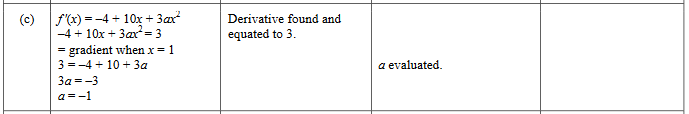 (c)
f'(x) = –4 + 10x + 3ax²
–4 + 10x + 3ax² = 3
= gradient when x = 1
3 = –4 + 10 + 3a
3a = –3
a = –1
Derivative found and
equated to 3.
a evaluated.